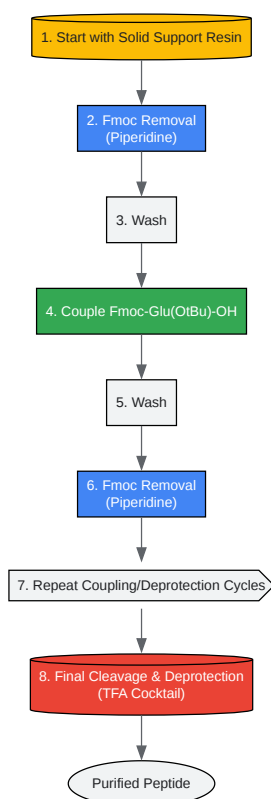 1. Start with Solid Support Resin
2. Fmoc Removal
(Piperidine)
3. Wash
4. Couple Fmoc-Glu(OtBu)-OH
5. Wash
6. Fmoc Removal
(Piperidine)
7. Repeat Coupling/Deprotection Cycles
8. Final Cleavage & Deprotection
(TFA Cocktail)
Purified Peptide